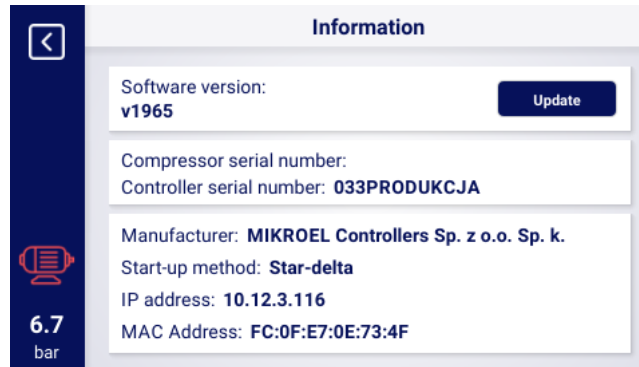 Information
Software version:
v1965
Update
Compressor serial number:
Controller serial number: 033PRODUKCJA
Manufacturer: MIKROEL Controllers Sp. z o.o. Sp. k.
Start-up method: Star-delta
IP address: 10.12.3.116
MAC Address: FC:0F:E7:0E:73:4F
6.7
bar